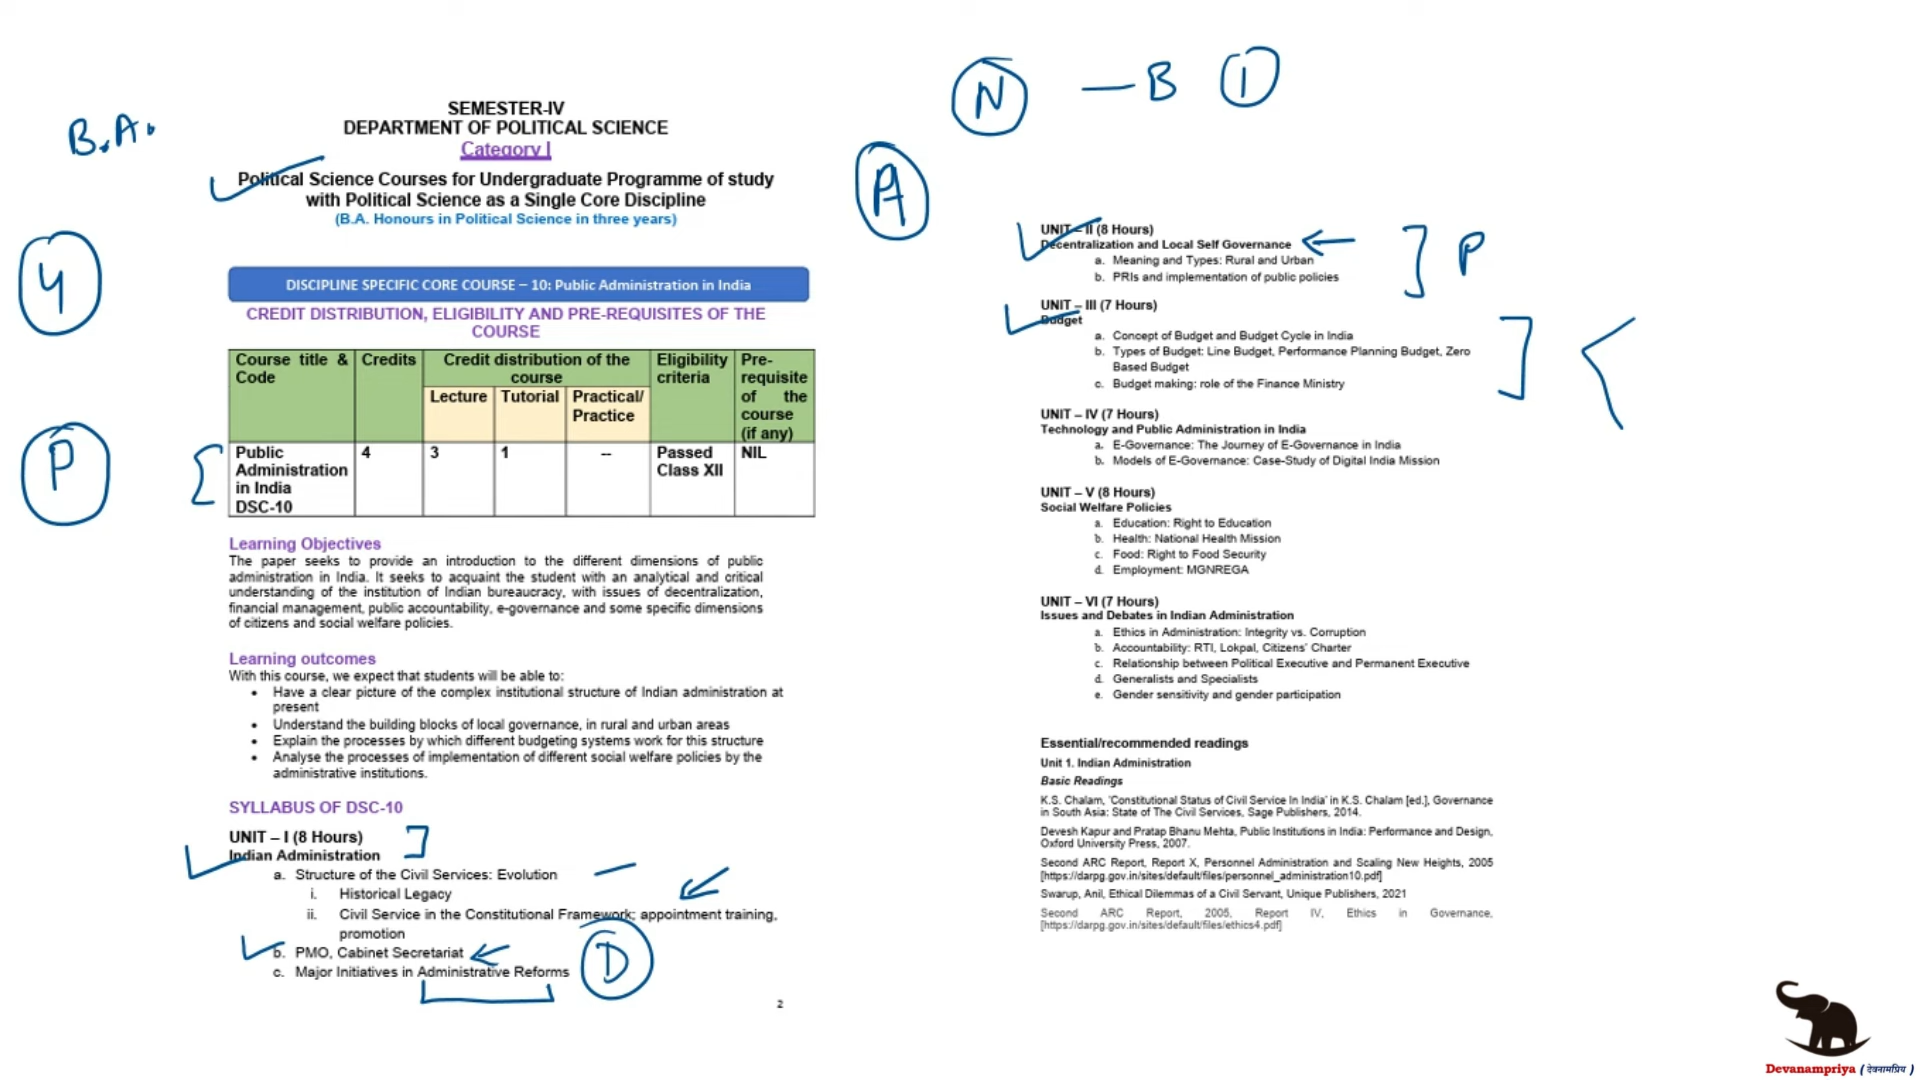 B.A.
4
P
SEMESTER-IV
DEPARTMENT OF POLITICAL SCIENCE
Category I
Political Science Courses for Undergraduate Programme of study
with Political Science as a Single Core Discipline
(B.A. Honours in Political Science in three years)
DISCIPLINE SPECIFIC CORE COURSE – 10: Public Administration in India
CREDIT DISTRIBUTION, ELIGIBILITY AND PRE-REQUISITES OF THE
COURSE
Course title & Code | Credits | Credit distribution of the course | Eligibility criteria | Pre-requisite of the course (if any)
Lecture | Tutorial | Practical/ Practice
Public Administration in India DSC-10 | 4 | 3 | 1 | -- | Passed Class XII | NIL
Learning Objectives
The paper seeks to provide an introduction to the different dimensions of public
administration in India. It seeks to acquaint the student with an analytical and critical
understanding of the institution of Indian bureaucracy, with issues of decentralization,
financial management, public accountability, e-governance and some specific dimensions
of citizens and social welfare policies.
Learning outcomes
With this course, we expect that students will be able to:
• Have a clear picture of the complex institutional structure of Indian administration at
present
• Understand the building blocks of local governance, in rural and urban areas
• Explain the processes by which different budgeting systems work for this structure
• Analyse the processes of implementation of different social welfare policies by the
administrative institutions.
SYLLABUS OF DSC-10
UNIT – I (8 Hours)
Indian Administration
a. Structure of the Civil Services: Evolution
i. Historical Legacy
ii. Civil Service in the Constitutional Framework: appointment training,
promotion
b. PMO, Cabinet Secretariat
c. Major Initiatives in Administrative Reforms
D
2
N — B 1
A
UNIT – II (8 Hours)
Decentralization and Local Self Governance
a. Meaning and Types: Rural and Urban
b. PRIs and implementation of public policies
P
UNIT – III (7 Hours)
Budget
a. Concept of Budget and Budget Cycle in India
b. Types of Budget: Line Budget, Performance Planning Budget, Zero
Based Budget
c. Budget making: role of the Finance Ministry
UNIT – IV (7 Hours)
Technology and Public Administration in India
a. E-Governance: The Journey of E-Governance in India
b. Models of E-Governance: Case-Study of Digital India Mission
UNIT – V (8 Hours)
Social Welfare Policies
a. Education: Right to Education
b. Health: National Health Mission
c. Food: Right to Food Security
d. Employment: MGNREGA
UNIT – VI (7 Hours)
Issues and Debates in Indian Administration
a. Ethics in Administration: Integrity vs. Corruption
b. Accountability: RTI, Lokpal, Citizens' Charter
c. Relationship between Political Executive and Permanent Executive
d. Generalists and Specialists
e. Gender sensitivity and gender participation
Essential/recommended readings
Unit 1. Indian Administration
Basic Readings
K.S. Chalam, 'Constitutional Status of Civil Service In India' in K.S. Chalam [ed.], Governance
in South Asia: State of The Civil Services, Sage Publishers, 2014.
Devesh Kapur and Pratap Bhanu Mehta, Public Institutions in India: Performance and Design,
Oxford University Press, 2007.
Second ARC Report, Report X, Personnel Administration and Scaling New Heights, 2005
[https://darpg.gov.in/sites/default/files/personnel_administration10.pdf]
Swarup, Anil, Ethical Dilemmas of a Civil Servant, Unique Publishers, 2021
Second ARC Report, 2005, Report IV, Ethics in Governance,
[https://darpg.gov.in/sites/default/files/ethics4.pdf]
Devanampriya ( देवनामप्रिय )